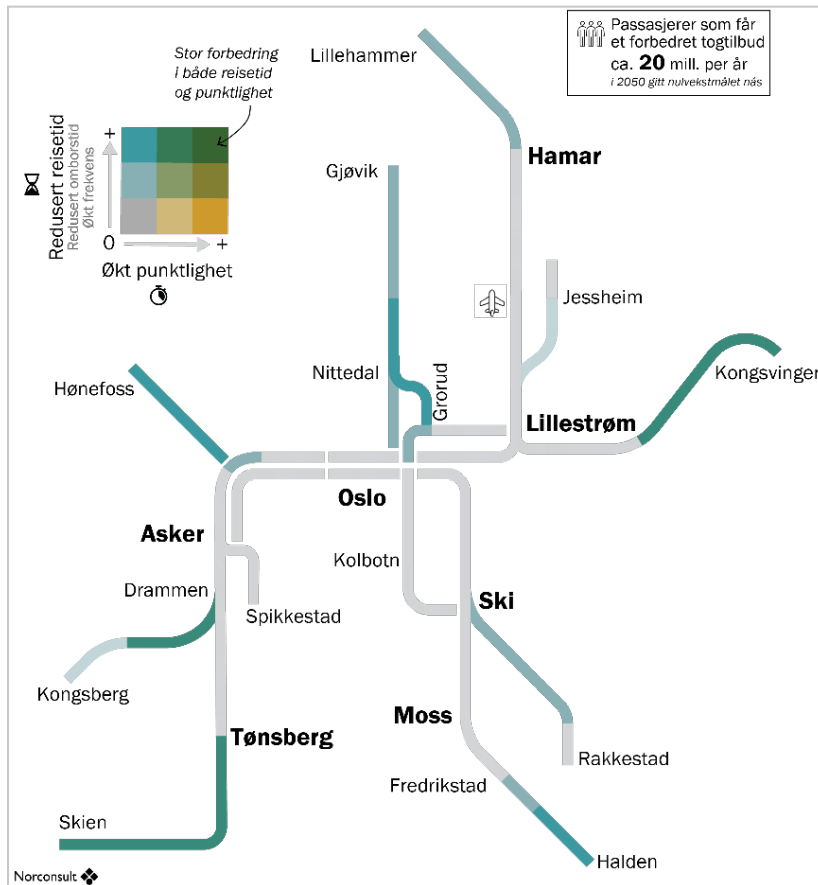 Passasjerer som får
et forbedret togtilbud
ca. 20 mill. per år
i 2050 gitt nulvekstmålet nås
Stor forbedring
i både reisetid
og punktlighet
Redusert reisetid
Redusert omborstid
Økt frekvens
+
0
+
Økt punktlighet
Lillehammer
Hamar
Gjøvik
Jessheim
Nittedal
Grorud
Kongsvinger
Hønefoss
Lillestrøm
Oslo
Asker
Kolbotn
Drammen
Spikkestad
Ski
Kongsberg
Moss
Tønsberg
Rakkestad
Fredrikstad
Skien
Halden
Norconsult